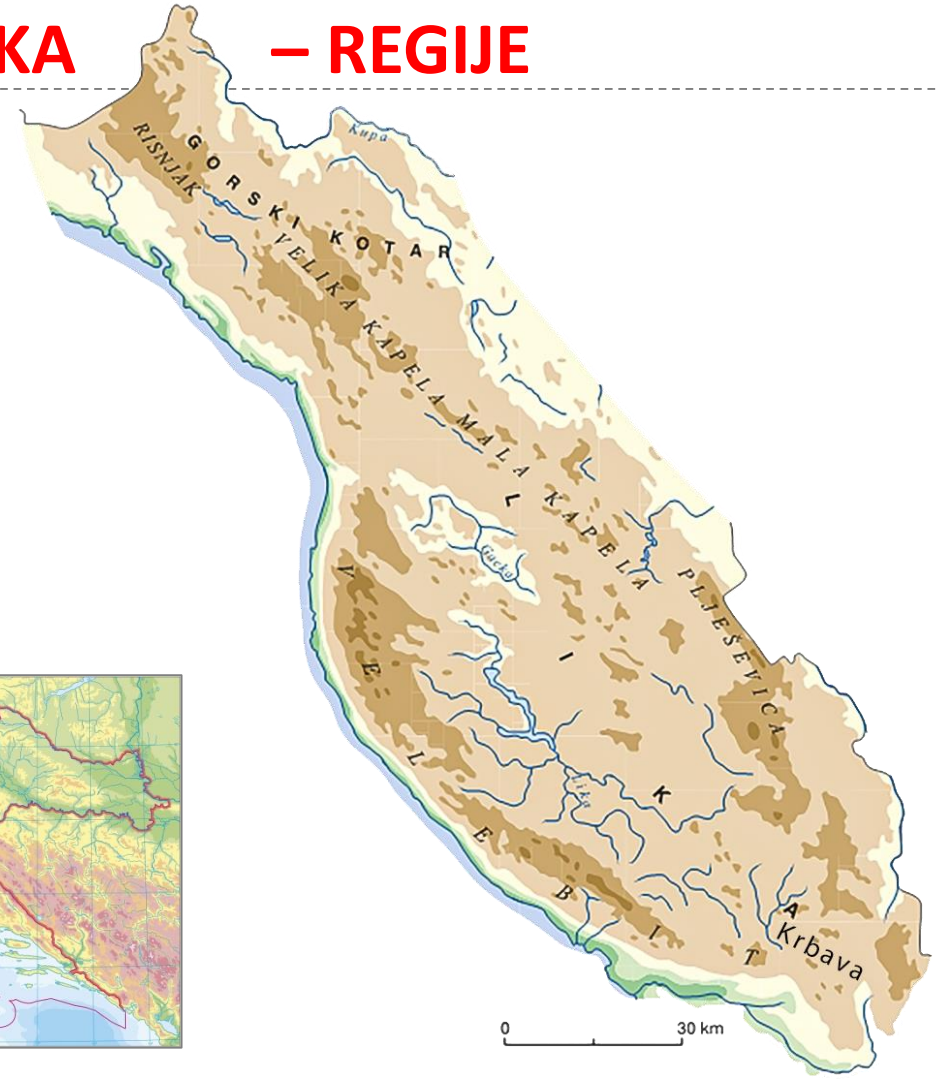 KA – REGIJE
Kupa
RISNJAK
GORSKI KOTAR
VELIKA KAPELA
MALA KAPELA
Gacka
PLJEŠEVICA
VELEBIT
LIKA
Lika
Krbava
0 30 km